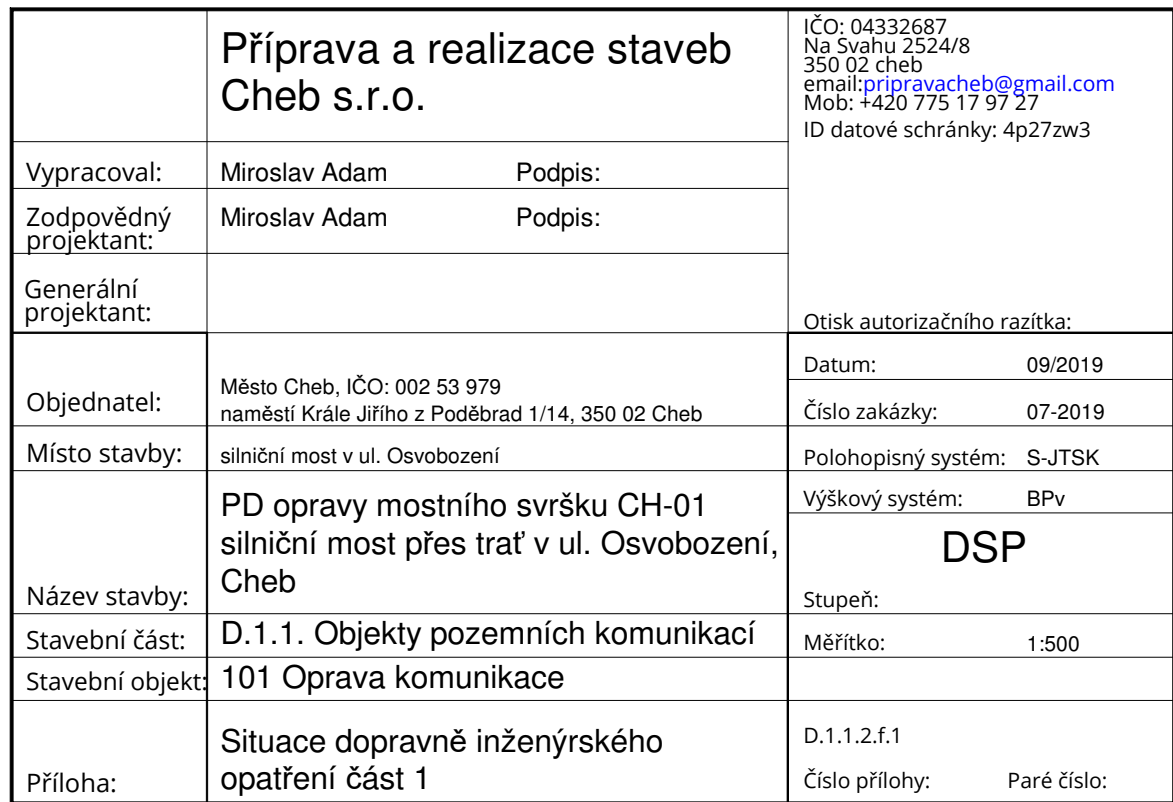 Příprava a realizace staveb
Cheb s.r.o.
IČO: 04332687
Na Svahu 2524/8
350 02 cheb
email:pripravacheb@gmail.com
Mob: +420 775 17 97 27
ID datové schránky: 4p27zw3
Vypracoval: Miroslav Adam Podpis:
Zodpovědný
projektant: Miroslav Adam Podpis:
Generální
projektant:
Otisk autorizačního razítka:
Objednatel: Město Cheb, IČO: 002 53 979
naměstí Krále Jiřího z Poděbrad 1/14, 350 02 Cheb
Datum: 09/2019
Číslo zakázky: 07-2019
Místo stavby: silniční most v ul. Osvobození
Polohopisný systém: S-JTSK
Výškový systém: BPv
Název stavby: PD opravy mostního svršku CH-01
silniční most přes trať v ul. Osvobození,
Cheb
DSP
Stupeň:
Stavební část: D.1.1. Objekty pozemních komunikací
Měřítko: 1:500
Stavební objekt: 101 Oprava komunikace
Příloha: Situace dopravně inženýrského
opatření část 1
D.1.1.2.f.1
Číslo přílohy: Paré číslo: